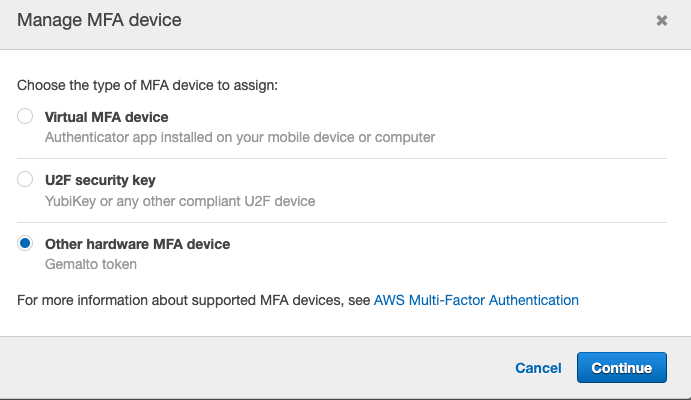 Manage MFA device
Choose the type of MFA device to assign:
Virtual MFA device
Authenticator app installed on your mobile device or computer
U2F security key
YubiKey or any other compliant U2F device
Other hardware MFA device
Gemalto token
For more information about supported MFA devices, see AWS Multi-Factor Authentication
Cancel Continue